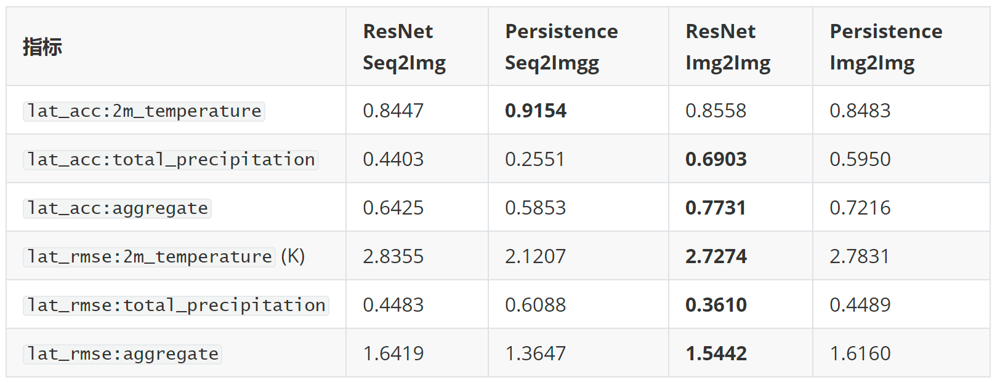 指标 ResNet Seq2Img Persistence Seq2Imgg ResNet Img2Img Persistence Img2Img
lat_acc:2m_temperature 0.8447 0.9154 0.8558 0.8483
lat_acc:total_precipitation 0.4403 0.2551 0.6903 0.5950
lat_acc:aggregate 0.6425 0.5853 0.7731 0.7216
lat_rmse:2m_temperature (K) 2.8355 2.1207 2.7274 2.7831
lat_rmse:total_precipitation 0.4483 0.6088 0.3610 0.4489
lat_rmse:aggregate 1.6419 1.3647 1.5442 1.6160